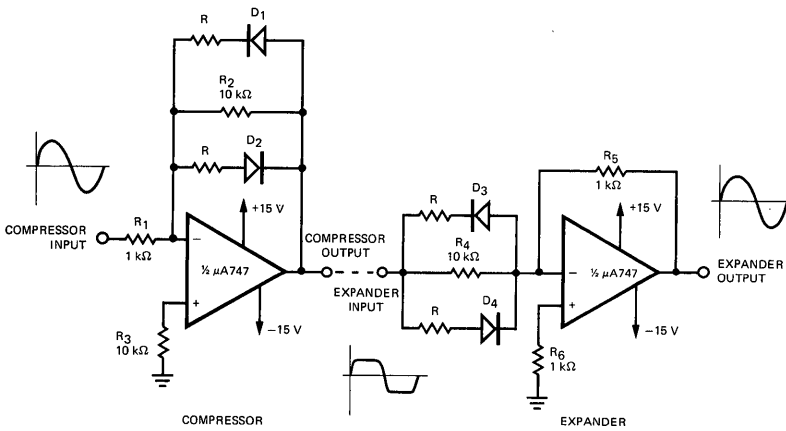 R
D1
R2
10 kΩ
R
D2
+15 V
COMPRESSOR
INPUT
R1
1 kΩ
−
½ μA747
+
R3
10 kΩ
−15 V
COMPRESSOR
OUTPUT
EXPANDER
INPUT
R
D3
R4
10 kΩ
R
D4
R5
1 kΩ
+15 V
−
½ μA747
+
R6
1 kΩ
−15 V
EXPANDER
OUTPUT
COMPRESSOR
EXPANDER